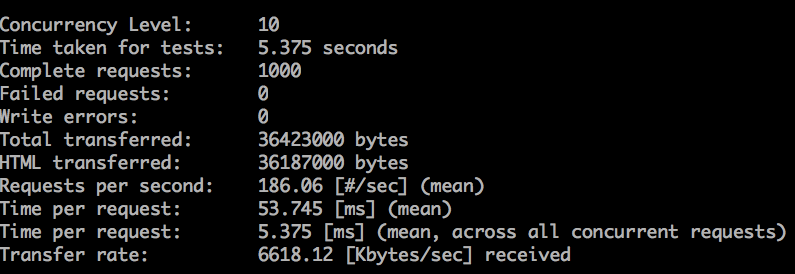 Concurrency Level:      10
Time taken for tests:   5.375 seconds
Complete requests:      1000
Failed requests:        0
Write errors:           0
Total transferred:      36423000 bytes
HTML transferred:       36187000 bytes
Requests per second:    186.06 [#/sec] (mean)
Time per request:       53.745 [ms] (mean)
Time per request:       5.375 [ms] (mean, across all concurrent requests)
Transfer rate:          6618.12 [Kbytes/sec] received